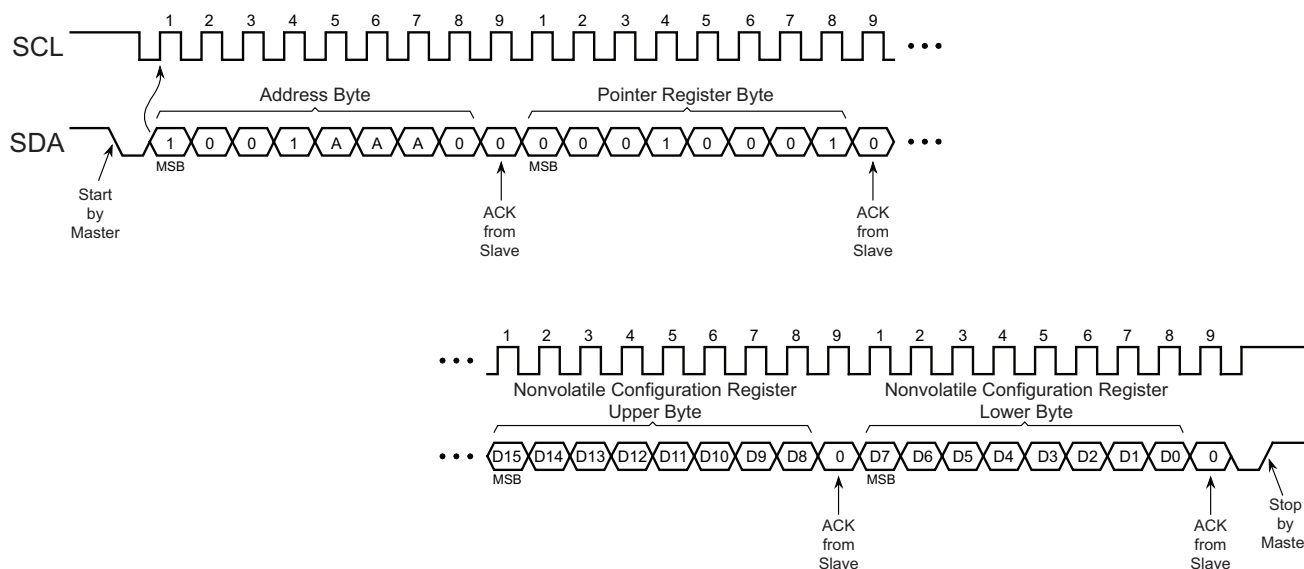 1 2 3 4 5 6 7 8 9 1 2 3 4 5 6 7 8 9
SCL
Address Byte Pointer Register Byte
SDA 1 0 0 1 A A A 0 0 0 0 0 1 0 0 0 1 0
MSB MSB
Start
by
Master
ACK
from
Slave
ACK
from
Slave
1 2 3 4 5 6 7 8 9 1 2 3 4 5 6 7 8 9
Nonvolatile Configuration Register
Upper Byte
Nonvolatile Configuration Register
Lower Byte
D15 D14 D13 D12 D11 D10 D9 D8 0 D7 D6 D5 D4 D3 D2 D1 D0 0
MSB MSB
ACK
from
Slave
ACK
from
Slave
Stop
by
Maste